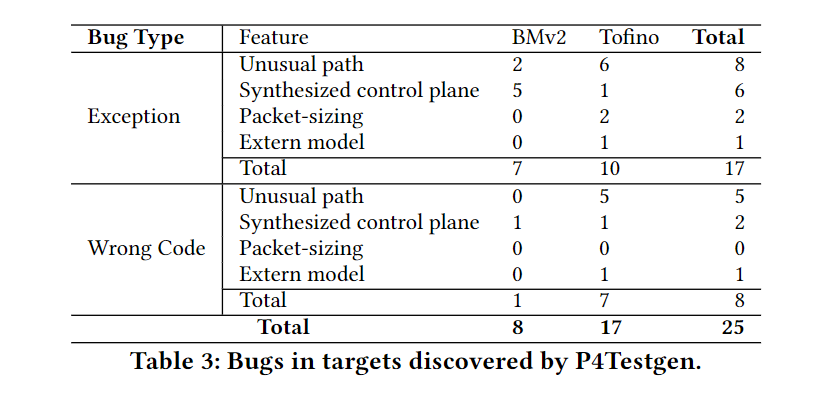 Bug Type Feature BMv2 Tofino Total
Unusual path 2 6 8
Synthesized control plane 5 1 6
Exception Packet-sizing 0 2 2
Extern model 0 1 1
Total 7 10 17
Unusual path 0 5 5
Synthesized control plane 1 1 2
Wrong Code Packet-sizing 0 0 0
Extern model 0 1 1
Total 1 7 8
Total 8 17 25
Table 3: Bugs in targets discovered by P4Testgen.